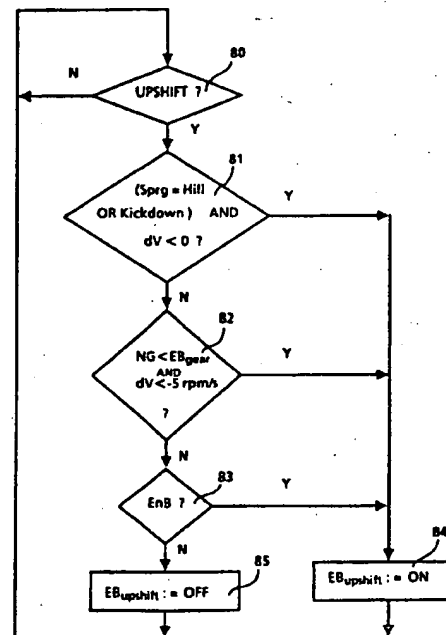 80
N
UPSHIFT ?
Y
81
(Sprg = Hill
OR Kickdown ) AND
dV < 0 ?
Y
N
82
NG < EBgear
AND
dV < -5 rpm/s
?
Y
N
83
EnB ?
Y
N
84
85
EBupshift : = OFF
EBupshift : = ON